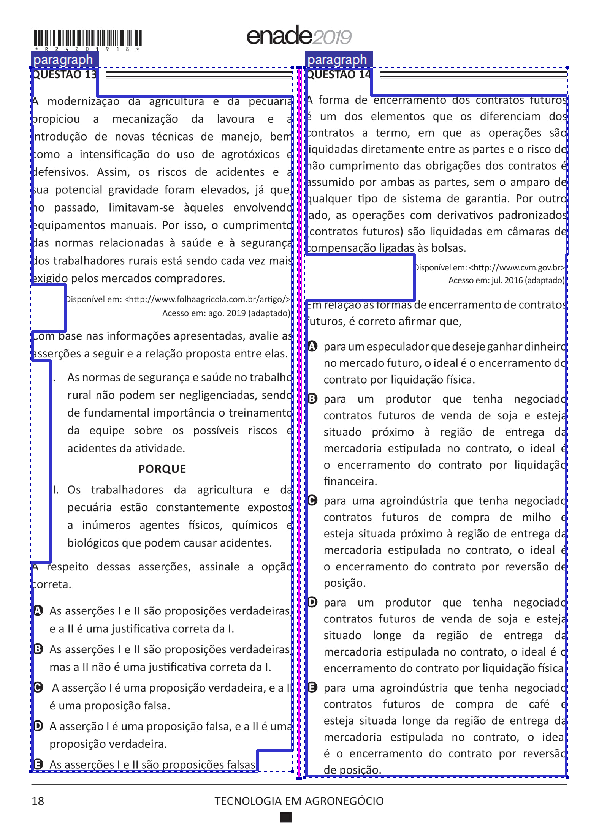 enade2019
*R2420191 8*
paragraph
QUESTÃO 13
A modernização da agricultura e da pecuária
propiciou a mecanização da lavoura e a
introdução de novas técnicas de manejo, bem
como a intensificação do uso de agrotóxicos e
defensivos. Assim, os riscos de acidentes e a
sua potencial gravidade foram elevados, já que,
no passado, limitavam-se àqueles envolvendo
equipamentos manuais. Por isso, o cumprimento
das normas relacionadas à saúde e à segurança
dos trabalhadores rurais está sendo cada vez mais
exigido pelos mercados compradores.
Disponível em: <http://www.folhaagricola.com.br/artigo/>.
Acesso em: ago. 2019 (adaptado).
Com base nas informações apresentadas, avalie as
asserções a seguir e a relação proposta entre elas.
I. As normas de segurança e saúde no trabalho
rural não podem ser negligenciadas, sendo
de fundamental importância o treinamento
da equipe sobre os possíveis riscos e
acidentes da atividade.
PORQUE
II. Os trabalhadores da agricultura e da
pecuária estão constantemente expostos
a inúmeros agentes físicos, químicos e
biológicos que podem causar acidentes.
A respeito dessas asserções, assinale a opção
correta.
A As asserções I e II são proposições verdadeiras,
e a II é uma justificativa correta da I.
B As asserções I e II são proposições verdadeiras,
mas a II não é uma justificativa correta da I.
C A asserção I é uma proposição verdadeira, e a II
é uma proposição falsa.
D A asserção I é uma proposição falsa, e a II é uma
proposição verdadeira.
E As asserções I e II são proposições falsas.
paragraph
QUESTÃO 14
A forma de encerramento dos contratos futuros
é um dos elementos que os diferenciam dos
contratos a termo, em que as operações são
liquidadas diretamente entre as partes e o risco de
não cumprimento das obrigações dos contratos é
assumido por ambas as partes, sem o amparo de
qualquer tipo de sistema de garantia. Por outro
lado, as operações com derivativos padronizados
(contratos futuros) são liquidadas em câmaras de
compensação ligadas às bolsas.
Disponível em: <http://www.cvm.gov.br>.
Acesso em: jul. 2016 (adaptado).
Em relação às formas de encerramento de contratos
futuros, é correto afirmar que,
A para um especulador que deseje ganhar dinheiro
no mercado futuro, o ideal é o encerramento do
contrato por liquidação física.
B para um produtor que tenha negociado
contratos futuros de venda de soja e esteja
situado próximo à região de entrega da
mercadoria estipulada no contrato, o ideal é
o encerramento do contrato por liquidação
financeira.
C para uma agroindústria que tenha negociado
contratos futuros de compra de milho e
esteja situada próximo à região de entrega da
mercadoria estipulada no contrato, o ideal é
o encerramento do contrato por reversão de
posição.
D para um produtor que tenha negociado
contratos futuros de venda de soja e esteja
situado longe da região de entrega da
mercadoria estipulada no contrato, o ideal é o
encerramento do contrato por liquidação física.
E para uma agroindústria que tenha negociado
contratos futuros de compra de café e
esteja situada longe da região de entrega da
mercadoria estipulada no contrato, o ideal
é o encerramento do contrato por reversão
de posição.
18
TECNOLOGIA EM AGRONEGÓCIO